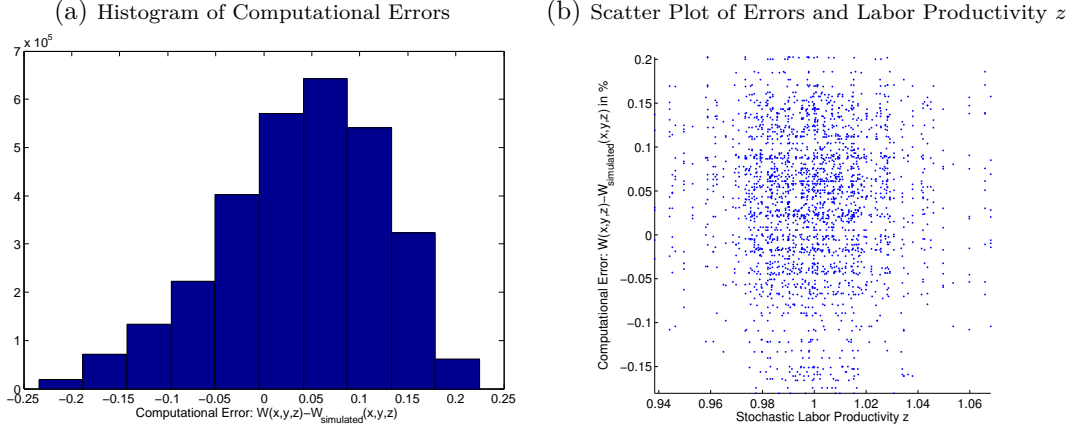 (a) Histogram of Computational Errors
x 10^5
7
6
5
4
3
2
1
0
−0.25 −0.2 −0.15 −0.1 −0.05 0 0.05 0.1 0.15 0.2 0.25
Computational Error: W(x,y,z)−W_simulated(x,y,z)
(b) Scatter Plot of Errors and Labor Productivity z
Computational Error: W(x,y,z)−W_simulated(x,y,z) in %
0.2
0.15
0.1
0.05
0
−0.05
−0.1
−0.15
0.94 0.96 0.98 1 1.02 1.04 1.06
Stochastic Labor Productivity z